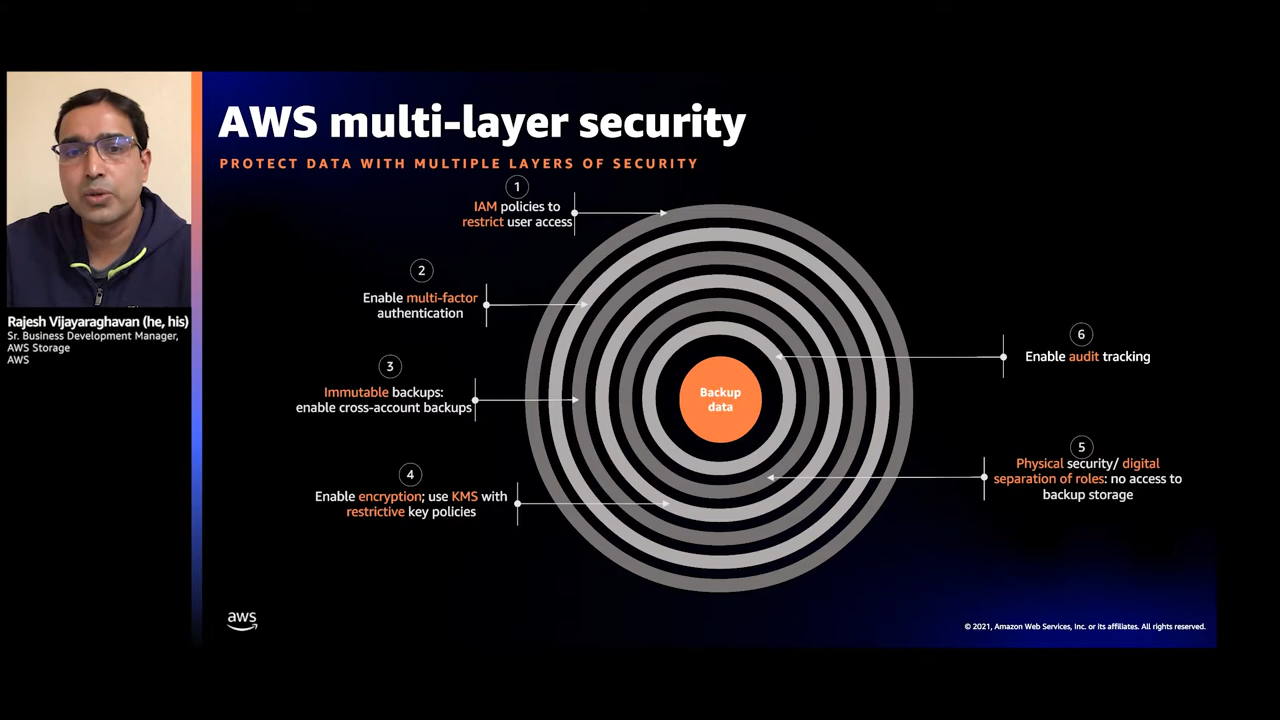 AWS multi-layer security
PROTECT DATA WITH MULTIPLE LAYERS OF SECURITY
1
IAM policies to
restrict user access
2
Enable multi-factor
authentication
3
Immutable backups:
enable cross-account backups
4
Enable encryption; use KMS with
restrictive key policies
Backup
data
6
Enable audit tracking
5
Physical security/ digital
separation of roles: no access to
backup storage
Rajesh Vijayaraghavan (he, his)
Sr. Business Development Manager,
AWS Storage
AWS
aws
© 2021, Amazon Web Services, Inc. or its affiliates. All rights reserved.